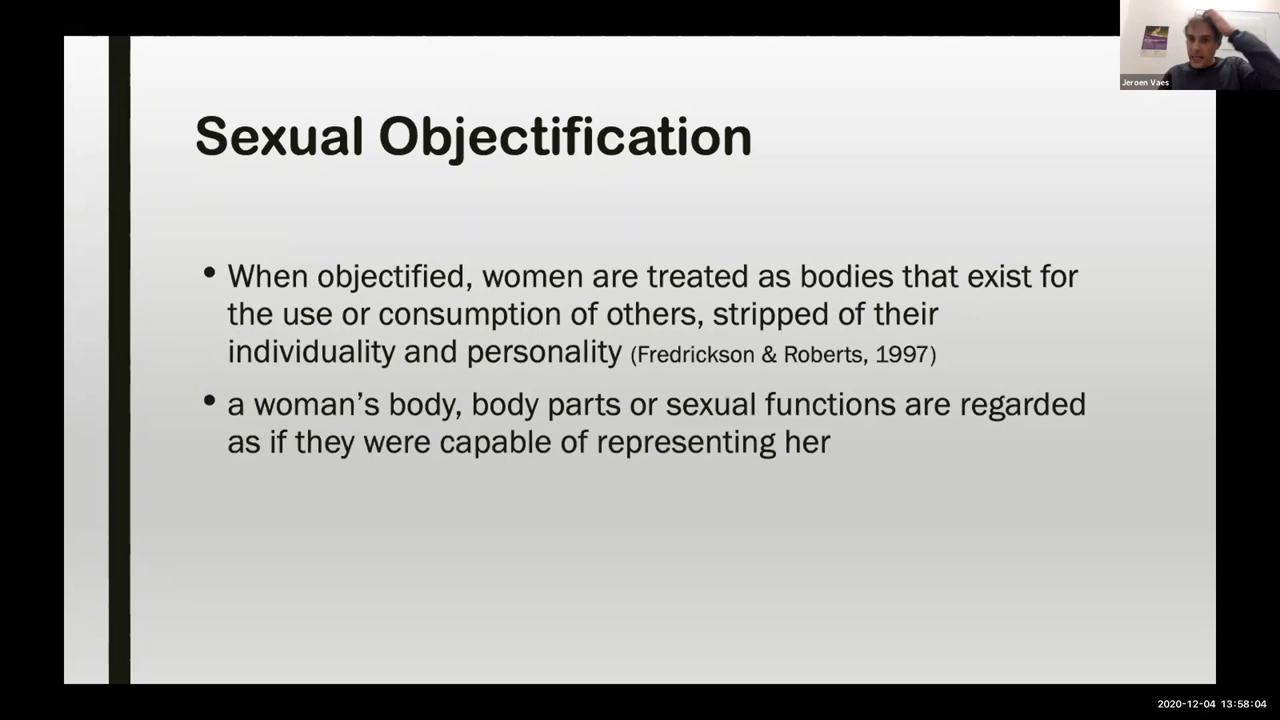 Jeroen Vaes
Sexual Objectification
• When objectified, women are treated as bodies that exist for
the use or consumption of others, stripped of their
individuality and personality (Fredrickson & Roberts, 1997)
• a woman’s body, body parts or sexual functions are regarded
as if they were capable of representing her
2020-12-04 13:58:04